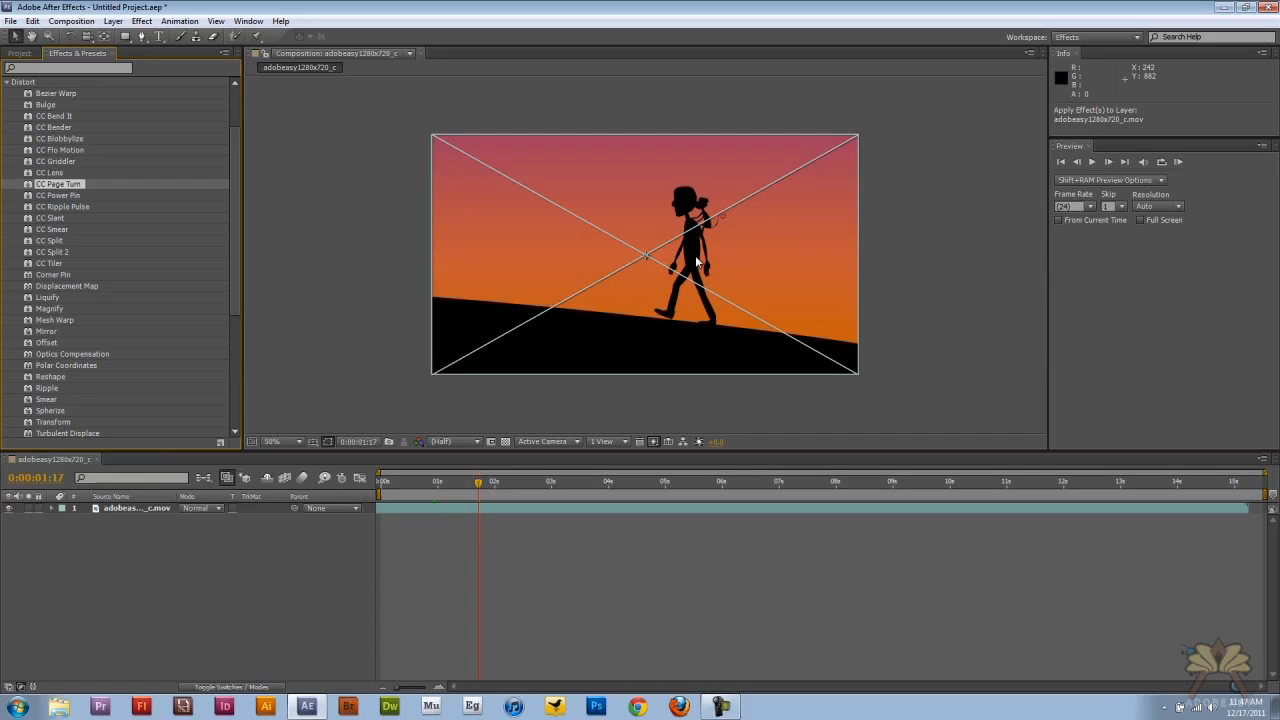 Adobe After Effects - Untitled Project.aep *
File Edit Composition Layer Effect Animation View Window Help
Workspace: Effects Search Help
Project Effects & Presets
Composition: adobeasy1280x720_c
adobeasy1280x720_c
Info
R: X: 242
G: Y: 882
B:
A: 0
Apply Effect(s) to Layer:
adobeasy1280x720_c.mov
Preview
Shift+RAM Preview Options
Frame Rate Skip Resolution
(24) 1 Auto
From Current Time Full Screen
Distort
Bezier Warp
Bulge
CC Bend It
CC Bender
CC Blobbylize
CC Flo Motion
CC Griddler
CC Lens
CC Page Turn
CC Power Pin
CC Ripple Pulse
CC Slant
CC Smear
CC Split
CC Split 2
CC Tiler
Corner Pin
Displacement Map
Liquify
Magnify
Mesh Warp
Mirror
Offset
Optics Compensation
Polar Coordinates
Reshape
Ripple
Smear
Spherize
Transform
Turbulent Displace
50% 0:00:01:17 (Half) Active Camera 1 View +0.0
adobeasy1280x720_c
0:00:01:17
:00s 01s 02s 03s 04s 05s 06s 07s 08s 09s 10s 11s 12s 13s 14s 15s
# Source Name Mode T TrkMat Parent
1 adobeas..._c.mov Normal None
Toggle Switches / Modes
Pr Fl Id Ai AE Br Dw Mu Eg Ps
11:47 AM
12/17/2011